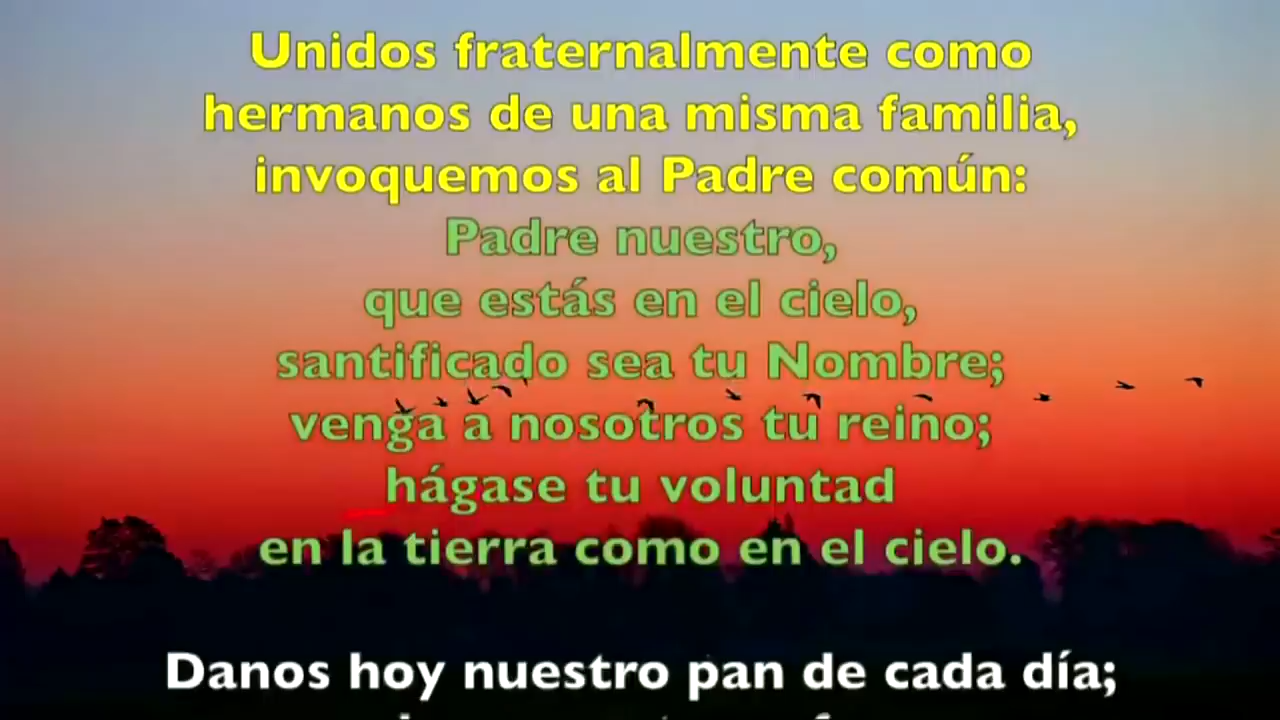 Unidos fraternalmente como
hermanos de una misma familia,
invoquemos al Padre común:
Padre nuestro,
que estás en el cielo,
santificado sea tu Nombre;
venga a nosotros tu reino;
hágase tu voluntad
en la tierra como en el cielo.
Danos hoy nuestro pan de cada día;